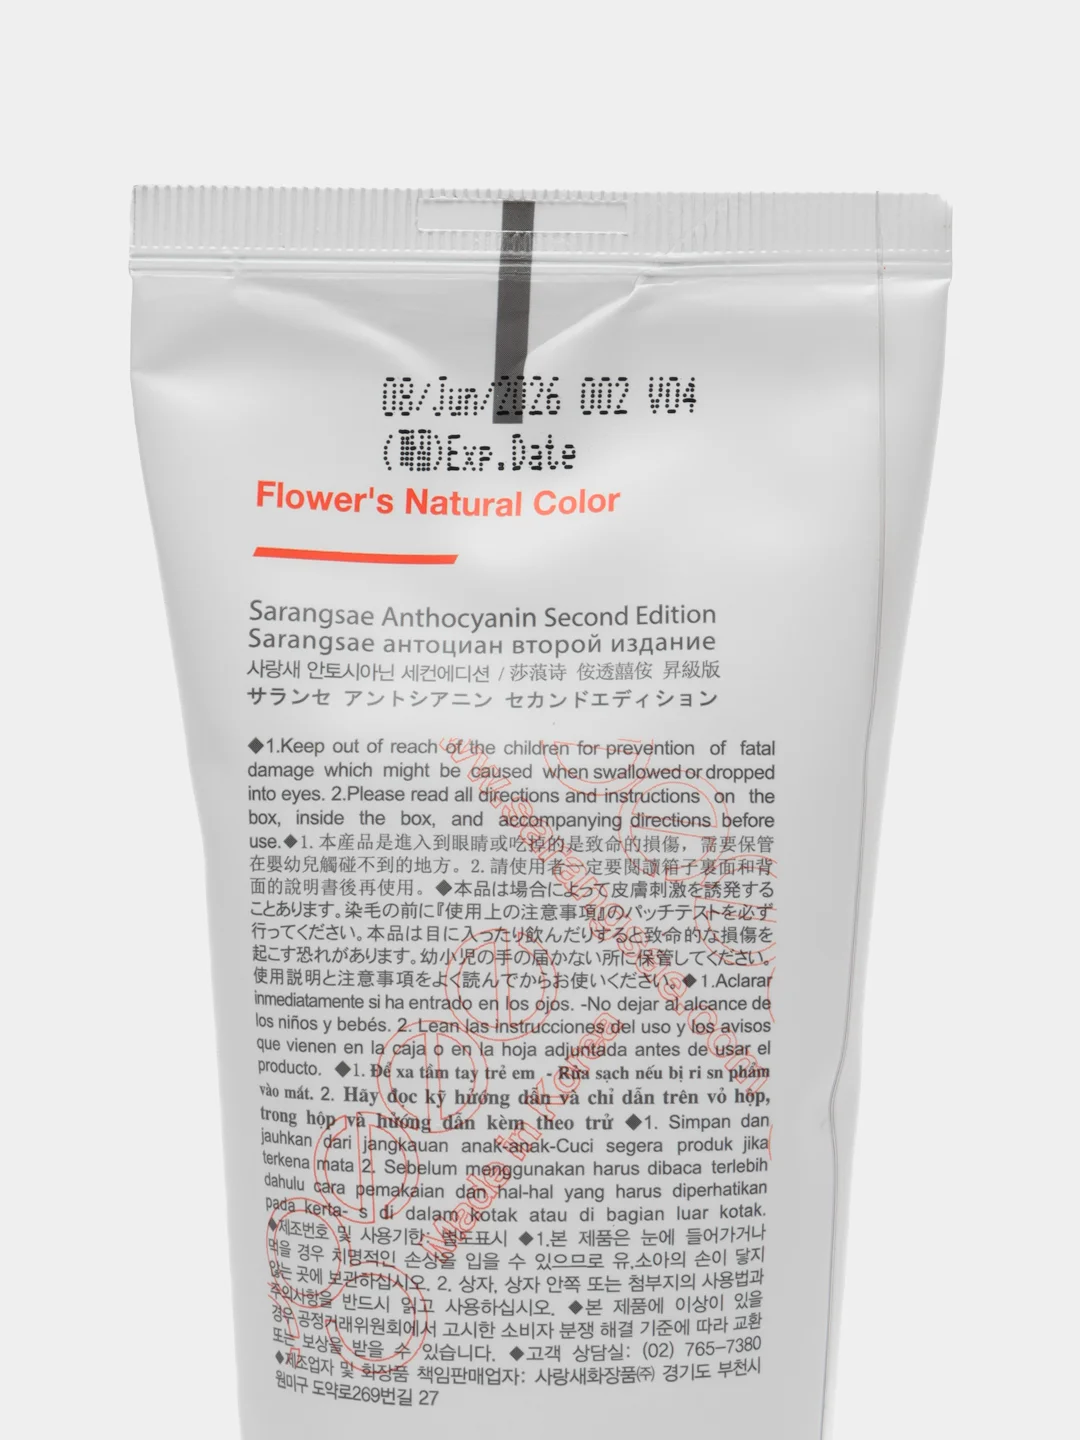 08/Jun/2026 002 V04
Exp.Date
Flower's Natural Color
Sarangsae Anthocyanin Second Edition
Sarangsae антоциан второй издание
사랑새 안토시아닌 세컨에디션 / 莎蒗诗 侒透囍侒 昇級版
サランセ アントシアニン セカンドエディション
◆1.Keep out of reach of the children for prevention of fatal
damage which might be caused when swallowed or dropped
into eyes. 2.Please read all directions and instructions on the
box, inside the box, and accompanying directions before
use.◆1. 本産品是進入到眼睛或吃掉的是致命的損傷，需要保管
在嬰幼兒觸碰不到的地方。2. 請使用者一定要閱讀箱子裏面和背
面的說明書後再使用。◆本品は場合によって皮膚刺激を誘発する
ことあります。染毛の前に『使用上の注意事項』のパッチテストを必ず
行ってください。本品は目に入ったり飲んだりすると致命的な損傷を
起こす恐れがあります。幼小児の手の届かない所に保管してください。
使用説明と注意事項をよく読んでからお使いください。◆1.Aclarar
inmediatamente si ha entrado en los ojos. -No dejar al alcance de
los niños y bebés. 2. Lean las instrucciones del uso y los avisos
que vienen en la caja o en la hoja adjuntada antes de usar el
producto. ◆1. Để xa tầm tay trẻ em - Rửa sạch nếu bị ri sn phẩm
vào mắt. 2. Hãy đọc kỹ hướng dẫn và chỉ dẫn trên vỏ hộp,
trong hộp và hướng dẫn kèm theo trử ◆1. Simpan dan
jauhkan dari jangkauan anak-anak-Cuci segera produk jika
terkena mata 2. Sebelum menggunakan harus dibaca terlebih
dahulu cara pemakaian dan hal-hal yang harus diperhatikan
pada kerta- s di dalam kotak atau di bagian luar kotak.
◆제조번호 및 사용기한: 별도표시 ◆1.본 제품은 눈에 들어가거나
먹을 경우 치명적인 손상을 입을 수 있으므로 유,소아의 손이 닿지
않는 곳에 보관하십시오. 2. 상자, 상자 안쪽 또는 첨부지의 사용법과
주의사항을 반드시 읽고 사용하십시오. ◆본 제품에 이상이 있을
경우 공정거래위원회에서 고시한 소비자 분쟁 해결 기준에 따라 교환
또는 보상을 받을 수 있습니다. ◆고객 상담실: (02) 765-7380
◆제조업자 및 화장품 책임판매업자: 사랑새화장품㈜ 경기도 부천시
원미구 도약로269번길 27
www.sarangsae.com
Made in Korea